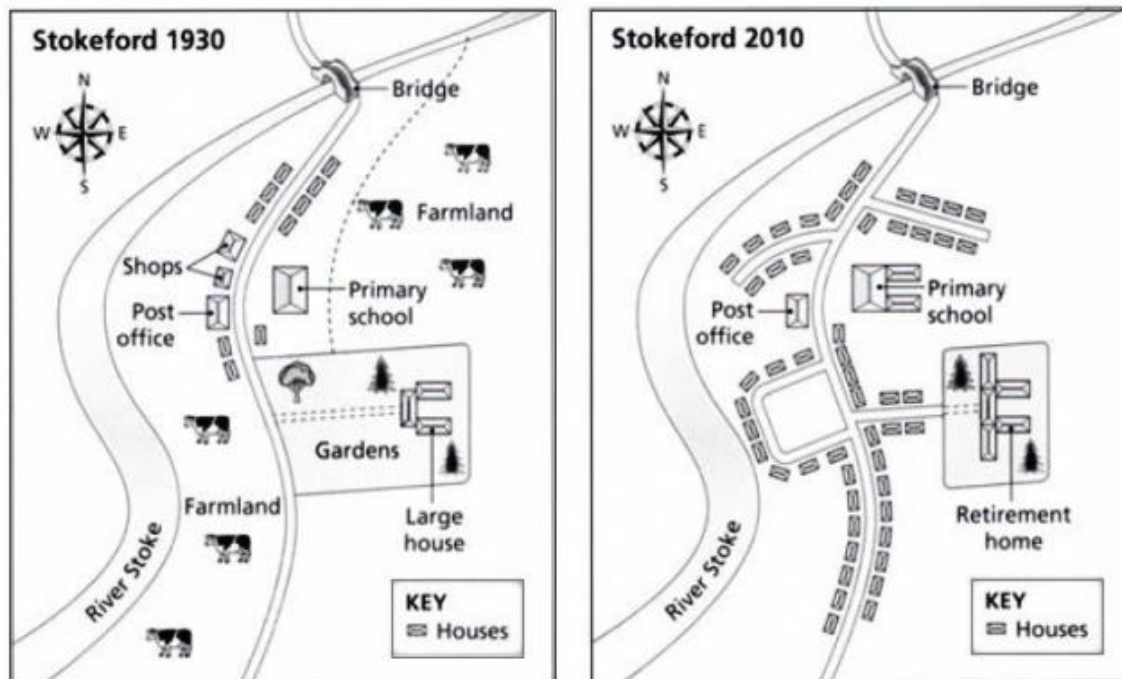 Stokeford 1930
N
W
E
S
Bridge
Farmland
Shops
Primary
school
Post
office
Gardens
Farmland
Large
house
River Stoke
KEY
Houses
Stokeford 2010
N
W
E
S
Bridge
Post
office
Primary
school
Retirement
home
River Stoke
KEY
Houses